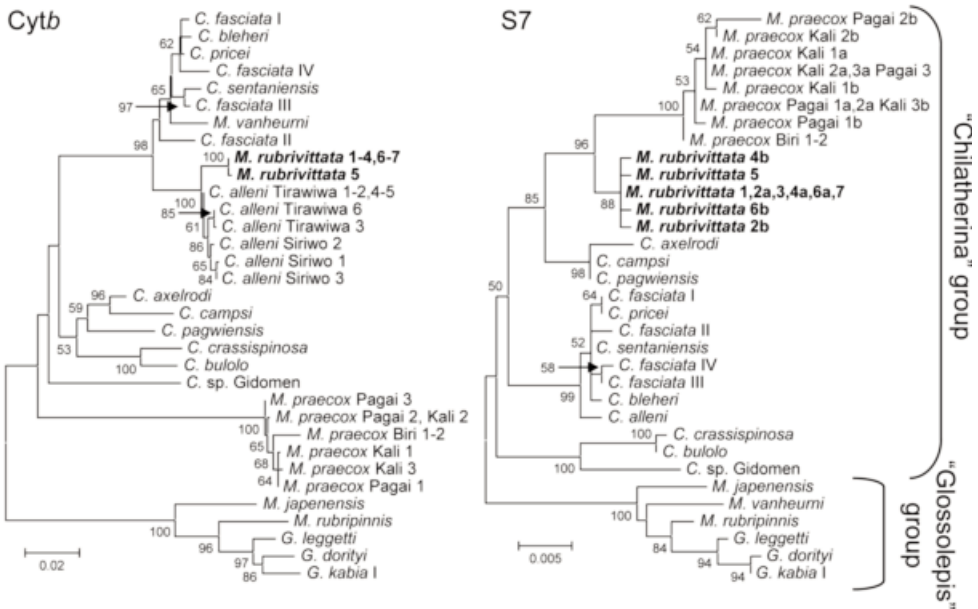 Cytb
C. fasciata I
C. bleheri
62
C. pricei
C. fasciata IV
65
C. sentaniensis
97
C. fasciata III
M. vanheurni
98
C. fasciata II
100
M. rubrivittata 1-4,6-7
M. rubrivittata 5
100
C. alleni Tirawiwa 1-2,4-5
85
C. alleni Tirawiwa 6
61
C. alleni Tirawiwa 3
86
C. alleni Siriwo 2
65
C. alleni Siriwo 1
84
C. alleni Siriwo 3
96
C. axelrodi
59
C. campsi
C. pagwiensis
53
C. crassispinosa
100
C. bulolo
C. sp. Gidomen
M. praecox Pagai 3
M. praecox Pagai 2, Kali 2
100
M. praecox Biri 1-2
65
M. praecox Kali 1
68
M. praecox Kali 3
64
M. praecox Pagai 1
M. japenensis
100
M. rubripinnis
96
G. leggetti
97
G. dorityi
86
G. kabia I
0.02
S7
62
M. praecox Pagai 2b
M. praecox Kali 2b
54
M. praecox Kali 1a
M. praecox Kali 2a,3a Pagai 3
53
M. praecox Kali 1b
100
M. praecox Pagai 1a,2a Kali 3b
M. praecox Pagai 1b
M. praecox Biri 1-2
96
M. rubrivittata 4b
M. rubrivittata 5
M. rubrivittata 1,2a,3,4a,6a,7
88
M. rubrivittata 6b
M. rubrivittata 2b
85
C. axelrodi
C. campsi
98
C. pagwiensis
50
64
C. fasciata I
C. pricei
C. fasciata II
52
C. sentaniensis
58
C. fasciata IV
C. fasciata III
C. bleheri
99
C. alleni
100
C. crassispinosa
C. bulolo
100
C. sp. Gidomen
M. japenensis
100
M. vanheurni
M. rubripinnis
84
G. leggetti
94
G. dorityi
94
G. kabia I
0.005
"Chilatherina" group
"Glossolepis"
group